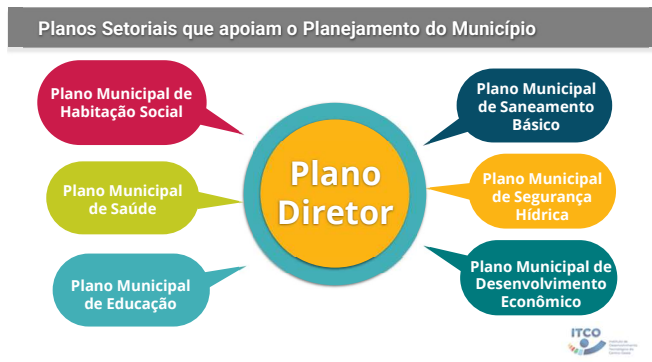 Planos Setoriais que apoiam o Planejamento do Município
Plano Municipal de
Habitação Social
Plano Municipal
de Saúde
Plano Municipal
de Educação
Plano
Diretor
Plano Municipal
de Saneamento
Básico
Plano Municipal
de Segurança
Hídrica
Plano Municipal de
Desenvolvimento
Econômico
ITCO